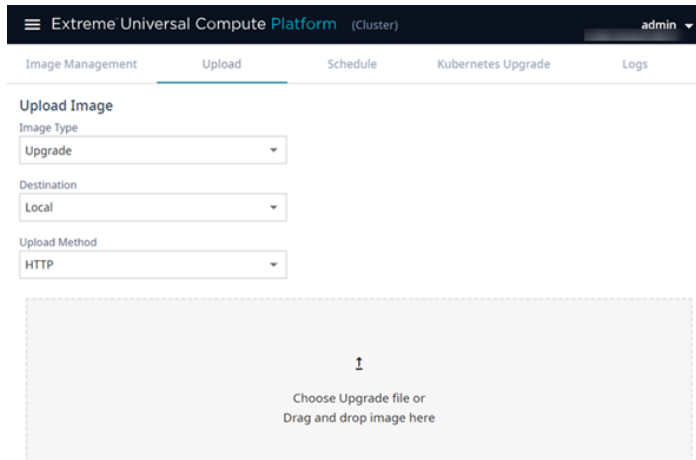 Extreme Universal Compute Platform (Cluster) admin
Image Management Upload Schedule Kubernetes Upgrade Logs
Upload Image
Image Type
Upgrade
Destination
Local
Upload Method
HTTP
Choose Upgrade file or
Drag and drop image here